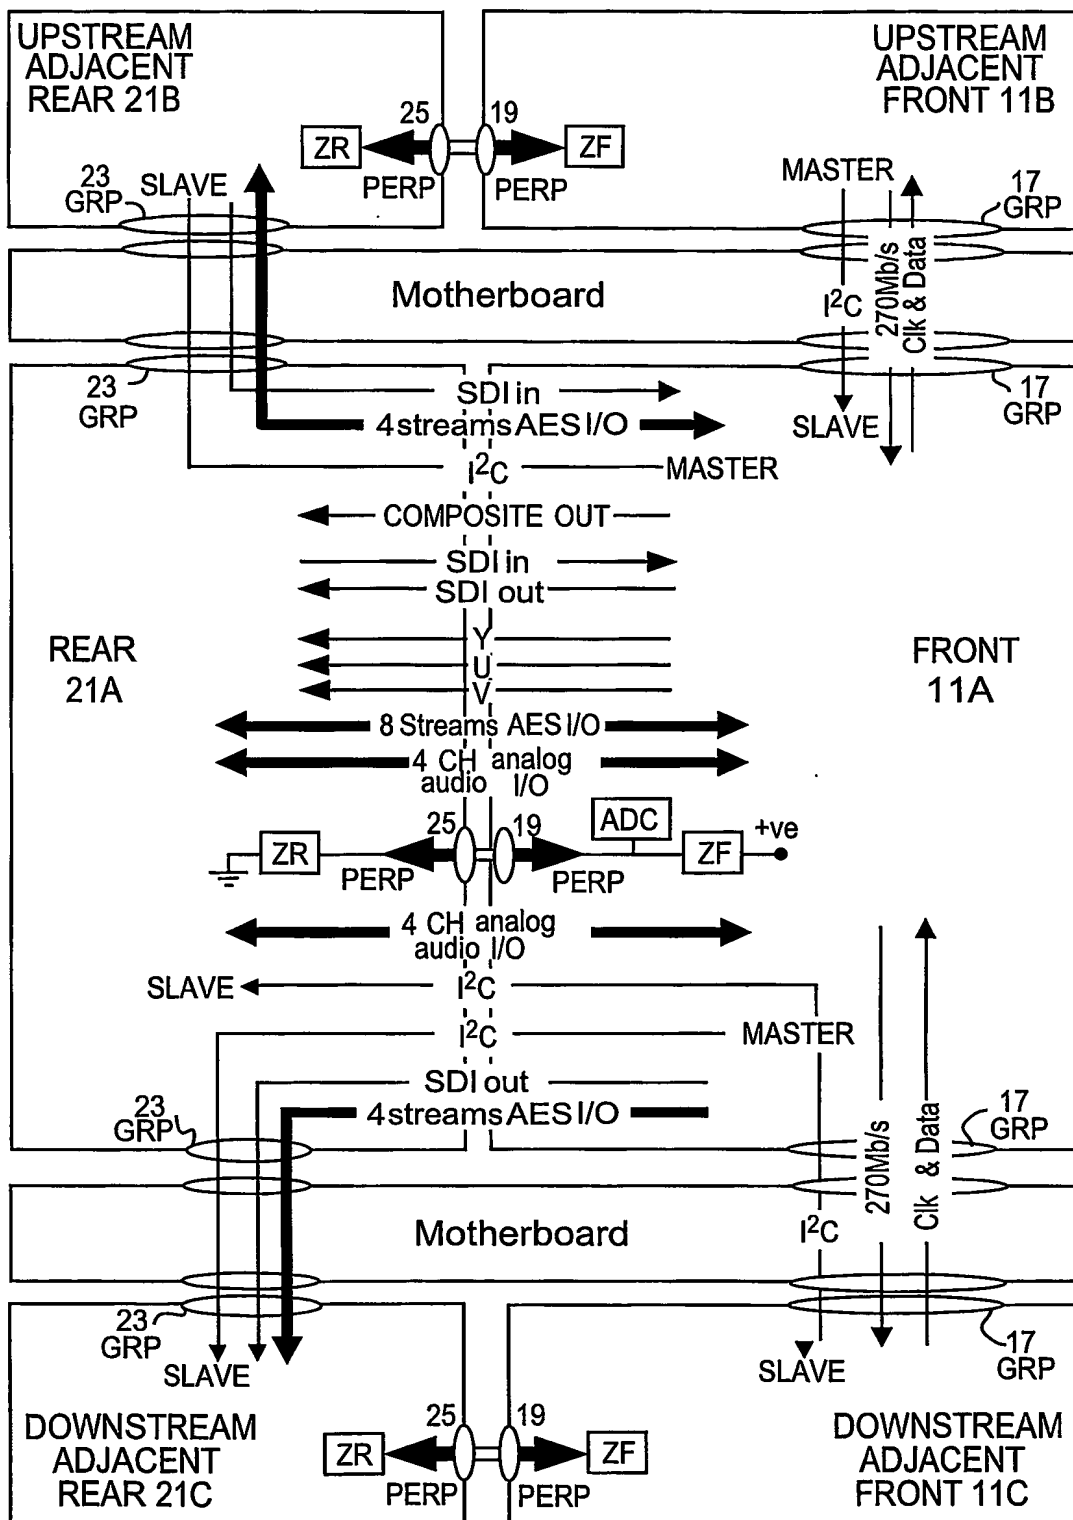 UPSTREAM
ADJACENT
REAR 21B
UPSTREAM
ADJACENT
FRONT 11B
25
19
ZR
ZF
PERP
PERP
23
GRP
SLAVE
MASTER
17
GRP
Motherboard
I²C
270Mb/s
Clk & Data
23
GRP
17
GRP
SDI in
4 streams AES I/O
SLAVE
I²C
MASTER
COMPOSITE OUT
SDI in
SDI out
REAR
21A
Y
U
V
FRONT
11A
8 Streams AES I/O
4 CH analog
audio I/O
25
19
ADC
+ve
ZR
ZF
PERP
PERP
4 CH analog
audio I/O
SLAVE
I²C
I²C
MASTER
SDI out
4 streams AES I/O
23
GRP
17
GRP
270Mb/s
Clk & Data
Motherboard
I²C
23
GRP
SLAVE
17
GRP
SLAVE
DOWNSTREAM
ADJACENT
REAR 21C
25
19
ZR
ZF
PERP
PERP
DOWNSTREAM
ADJACENT
FRONT 11C